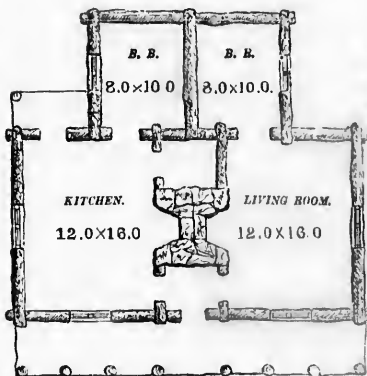 B. R.
8.0×10.0
B. R.
8.0×10.0.
KITCHEN.
12.0×16.0
LIVING ROOM.
12.0×16.0